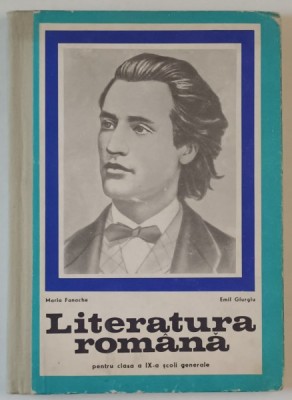 Maria Fanache Emil Giurgiu
Literatura
română
pentru clasa a IX-a școli generale